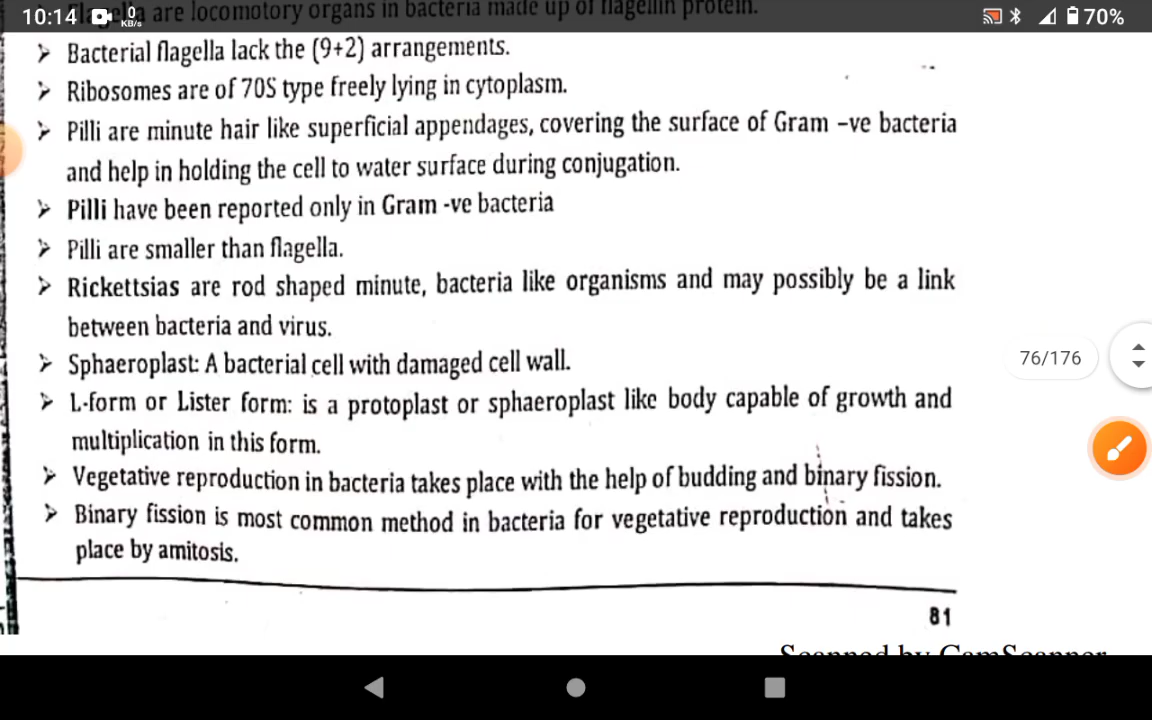 10:14 0 KB/s 70%
Flagella are locomotory organs in bacteria made up of flagellin protein.
➢ Bacterial flagella lack the (9+2) arrangements.
➢ Ribosomes are of 70S type freely lying in cytoplasm.
➢ Pilli are minute hair like superficial appendages, covering the surface of Gram –ve bacteria
and help in holding the cell to water surface during conjugation.
➢ Pilli have been reported only in Gram -ve bacteria
➢ Pilli are smaller than flagella.
➢ Rickettsias are rod shaped minute, bacteria like organisms and may possibly be a link
between bacteria and virus.
➢ Sphaeroplast: A bacterial cell with damaged cell wall.
➢ L-form or Lister form: is a protoplast or sphaeroplast like body capable of growth and
multiplication in this form.
➢ Vegetative reproduction in bacteria takes place with the help of budding and binary fission.
➢ Binary fission is most common method in bacteria for vegetative reproduction and takes
place by amitosis.
76/176
81
Scanned by CamScanner